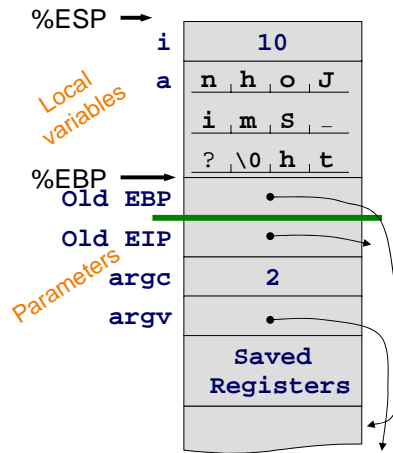 %ESP
i 10
a n h o J
Local variables
i m S _
? \0 h t
%EBP
Old EBP
Old EIP
Parameters
argc 2
argv
Saved
Registers